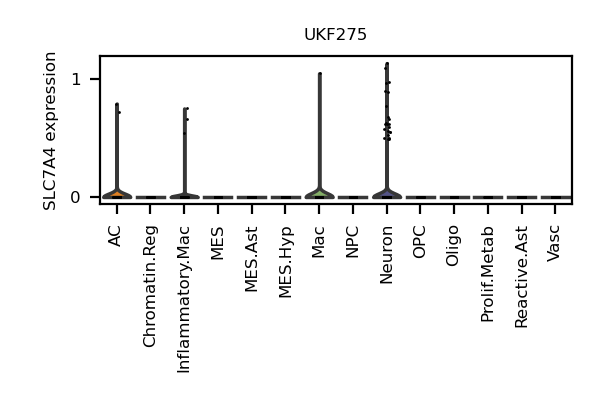 UKF275
SLC7A4 expression
1
0
AC
Chromatin.Reg
Inflammatory.Mac
MES
MES.Ast
MES.Hyp
Mac
NPC
Neuron
OPC
Oligo
Prolif.Metab
Reactive.Ast
Vasc